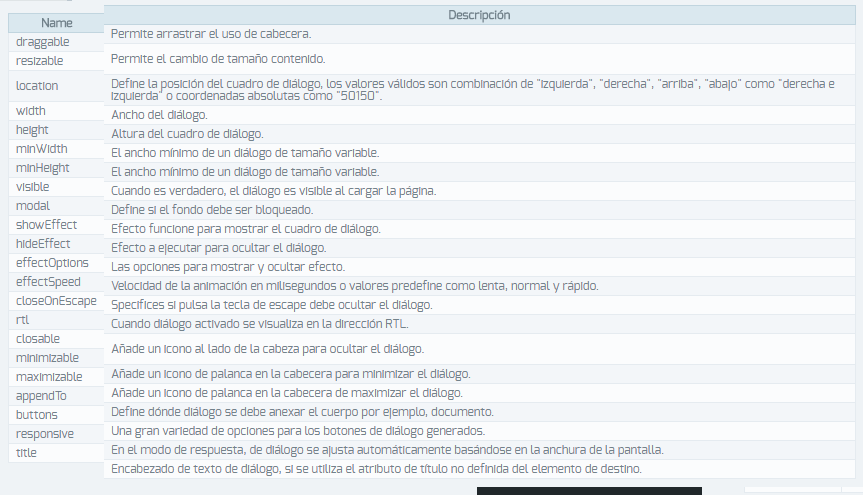 Name
Descripción
draggable
Permite arrastrar el uso de cabecera.
resizable
Permite el cambio de tamaño contenido.
location
Define la posición del cuadro de diálogo, los valores válidos son combinación de "izquierda", "derecha", "arriba", "abajo" como "derecha e
izquierda" o coordenadas absolutas como "50150".
width
Ancho del diálogo.
height
Altura del cuadro de diálogo.
minWidth
El ancho mínimo de un diálogo de tamaño variable.
minHeight
El ancho mínimo de un diálogo de tamaño variable.
visible
Cuando es verdadero, el diálogo es visible al cargar la página.
modal
Define si el fondo debe ser bloqueado.
showEffect
Efecto funcione para mostrar el cuadro de diálogo.
hideEffect
Efecto a ejecutar para ocultar el diálogo.
effectOptions
Las opciones para mostrar y ocultar efecto.
effectSpeed
Velocidad de la animación en milisegundos o valores predefine como lenta, normal y rápido.
closeOnEscape
Specifices si pulsa la tecla de escape debe ocultar el diálogo.
rtl
Cuando diálogo activado se visualiza en la dirección RTL.
closable
Añade un icono al lado de la cabeza para ocultar el diálogo.
minimizable
Añade un icono de palanca en la cabecera para minimizar el diálogo.
maximizable
Añade un icono de palanca en la cabecera de maximizar el diálogo.
appendTo
Define dónde diálogo se debe anexar el cuerpo por ejemplo, documento.
buttons
Una gran variedad de opciones para los botones de diálogo generados.
responsive
En el modo de respuesta, de diálogo se ajusta automáticamente basándose en la anchura de la pantalla.
title
Encabezado de texto de diálogo, si se utiliza el atributo de título no definida del elemento de destino.